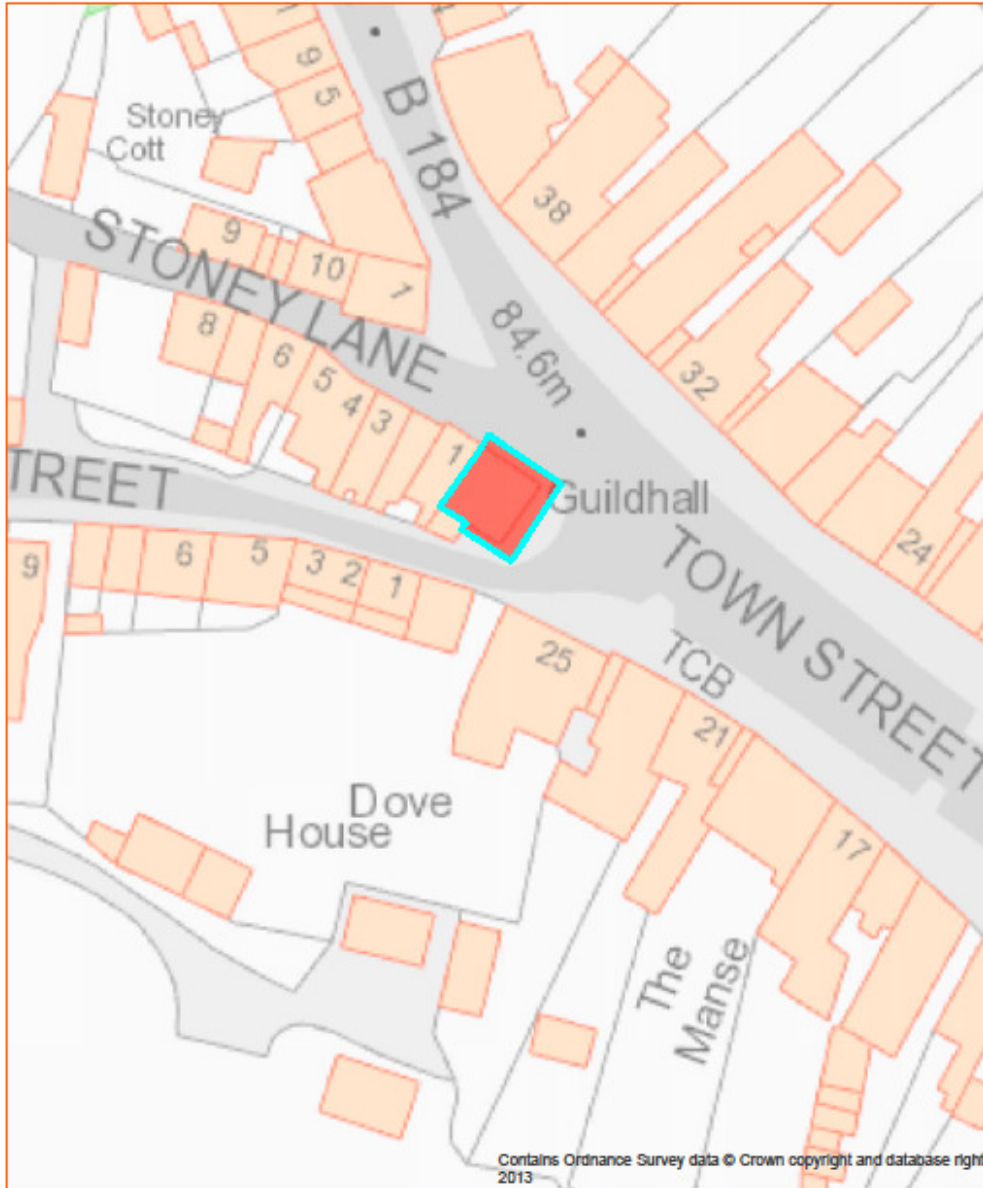 9
5
B 184
Stoney
Cott
38
9
STONEY LANE
10
1
84.6m
8
6
5
4
3
1
32
Guildhall
TREET
TOWN STREET
24
9
6
5
3
2
1
25
TCB
21
Dove
House
17
The
Manse
Contains Ordnance Survey data © Crown copyright and database right
2013